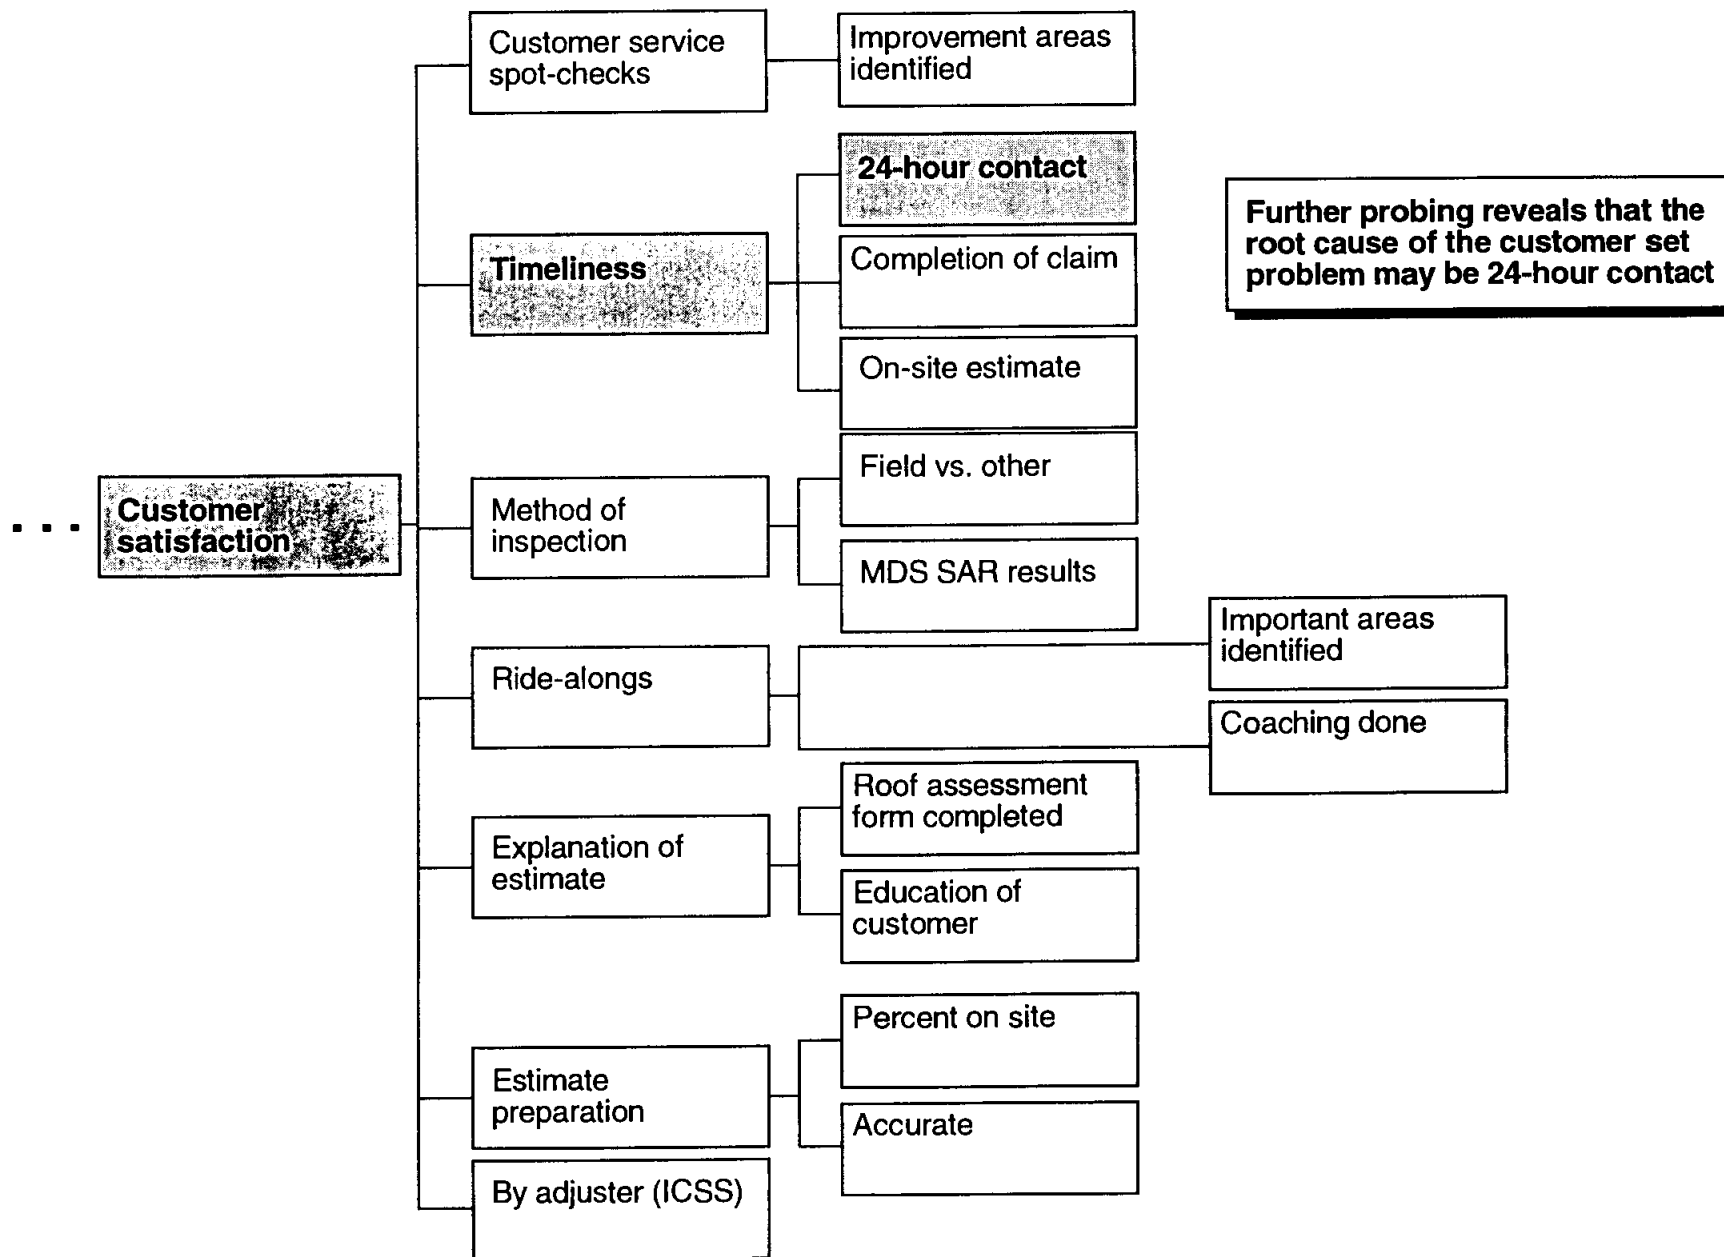 Customer service
spot-checks
Improvement areas
identified
24-hour contact
Timeliness
Completion of claim
On-site estimate
Further probing reveals that the
root cause of the customer set
problem may be 24-hour contact
. . .
Customer
satisfaction
Method of
inspection
Field vs. other
MDS SAR results
Ride-alongs
Important areas
identified
Coaching done
Explanation of
estimate
Roof assessment
form completed
Education of
customer
Estimate
preparation
Percent on site
Accurate
By adjuster (ICSS)